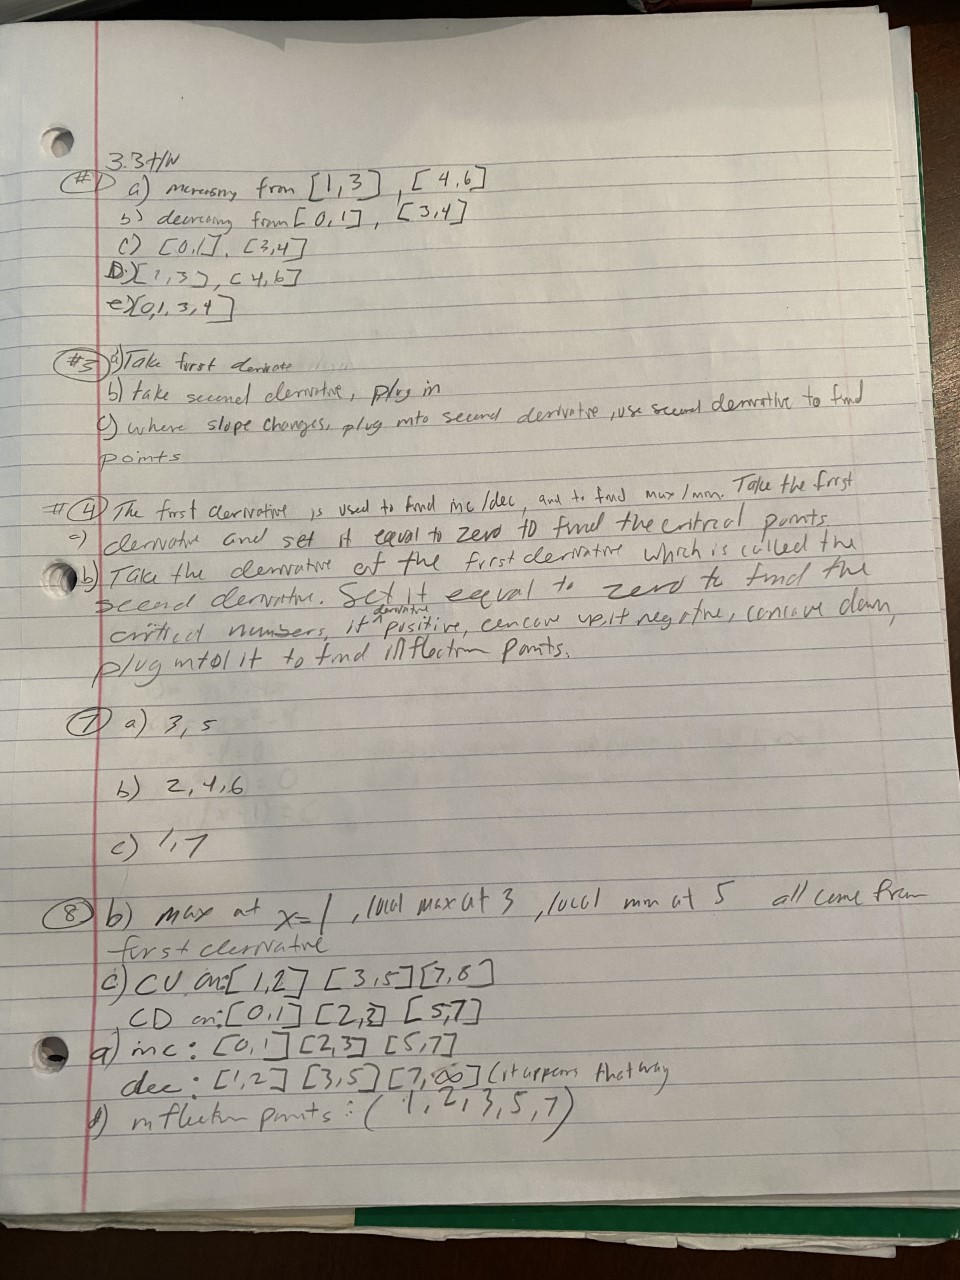 3.3 H/W
#1 a) increasing from [1,3], [4,6]
b) decreasing from [0,1], [3,4]
c) [0,1], [3,4]
D) [1,3], [4,6]
e) [0,1,3,4]
#3 a) Take first derivate
b) take second derivative, plug in
c) where slope changes, plug into second derivative, use second derivative to find
points
#4 The first derivative is used to find inc/dec, and to find max/min. Take the first
a) derivative and set it equal to zero to find the critical points
b) Take the derivative of the first derivative which is called the
second derivative. Set it eequal to zero to find the
critical numbers, if derivative positive, concave up, if negative, concave down,
plug into it to find inflection points.
7 a) 3, 5
b) 2, 4, 6
c) 1, 7
8 b) max at x=1, local max at 3, local min at 5 all come from
first derivative
c) CU on: [1,2] [3,5] [7,8]
CD on: [0,1] [2,3] [5,7]
a) inc: [0,1] [2,3] [5,7]
dec: [1,2] [3,5] [7,∞] (it appears that way
d) inflection points: (1,2,3,5,7)